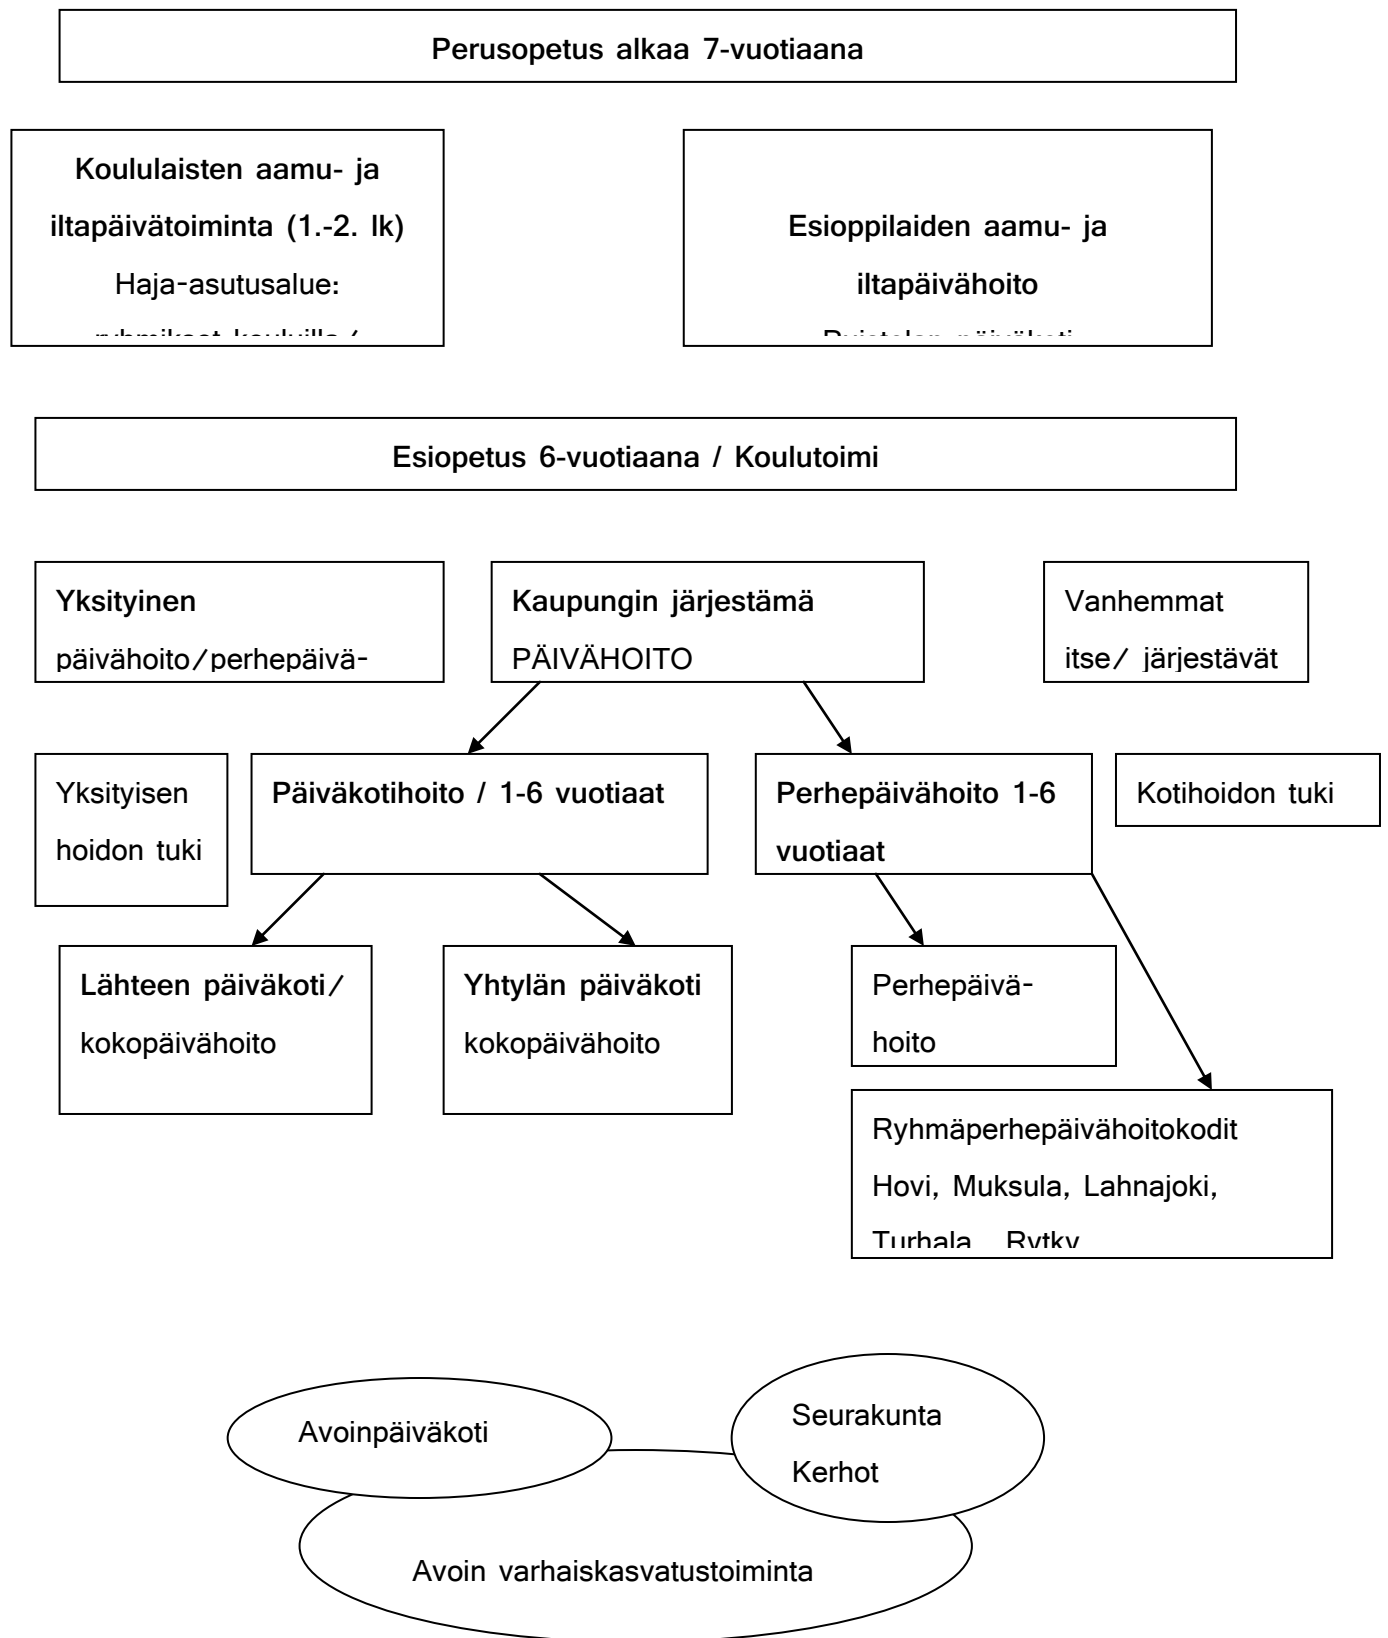 Perusopetus alkaa 7-vuotiaana
Koululaisten aamu- ja
iltapäivätoiminta (1.-2. lk)
Haja-asutusalue:
Esioppilaiden aamu- ja
iltapäivähoito
Esiopetus 6-vuotiaana / Koulutoimi
Yksityinen
päivähoito/perhepäivä-
Kaupungin järjestämä
PÄIVÄHOITO
Vanhemmat
itse/ järjestävät
Yksityisen
hoidon tuki
Päiväkotihoito / 1-6 vuotiaat
Perhepäivähoito 1-6
vuotiaat
Kotihoidon tuki
Lähteen päiväkoti/
kokopäivähoito
Yhtylän päiväkoti
kokopäivähoito
Perhepäivä-
hoito
Ryhmäperhepäivähoitokodit
Hovi, Muksula, Lahnajoki,
Turhala Rytky
Avoinpäiväkoti
Seurakunta
Kerhot
Avoin varhaiskasvatustoiminta